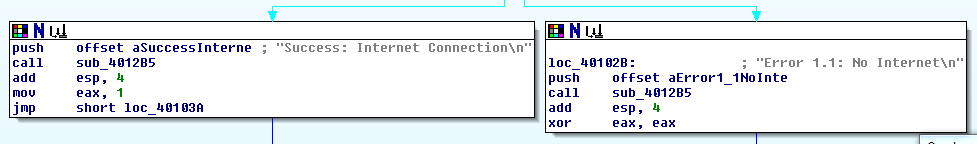 push    offset aSuccessInterne ; "Success: Internet Connection\n"
call    sub_4012B5
add     esp, 4
mov     eax, 1
jmp     short loc_40103A
loc_40102B:             ; "Error 1.1: No Internet\n"
push    offset aError1_1NoInte
call    sub_4012B5
add     esp, 4
xor     eax, eax